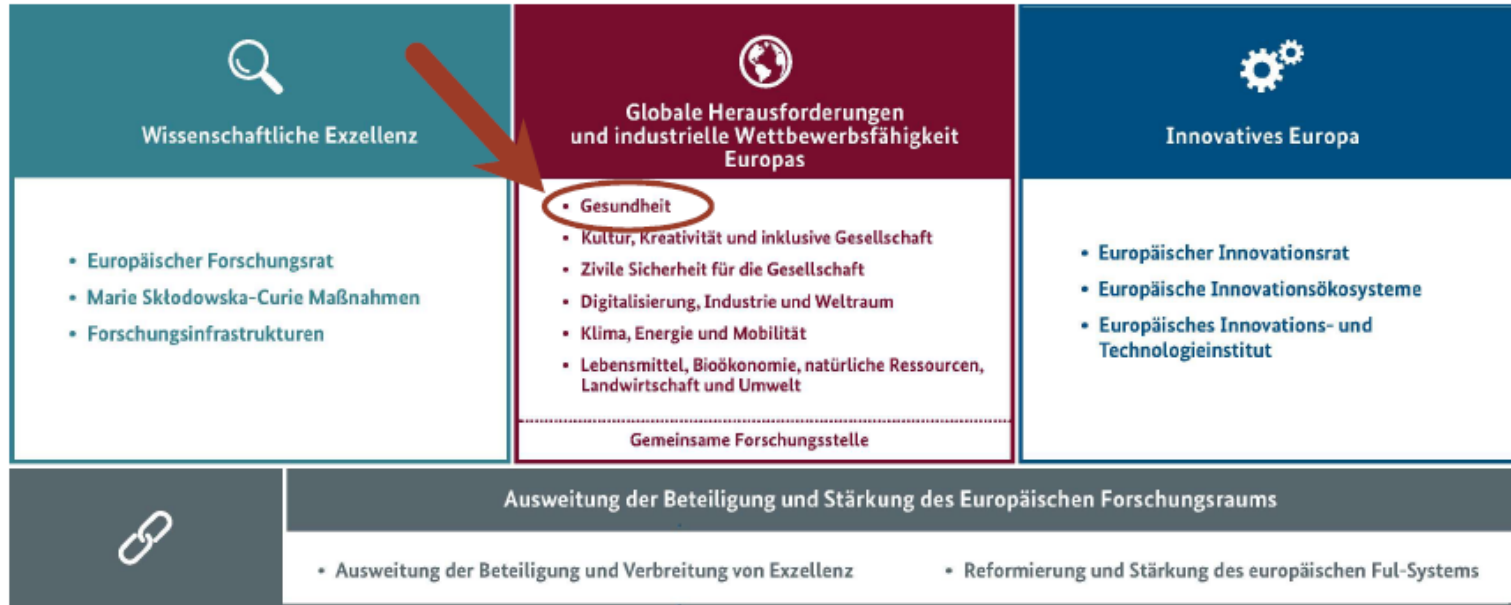 Wissenschaftliche Exzellenz
• Europäischer Forschungsrat
• Marie Skłodowska-Curie Maßnahmen
• Forschungsinfrastrukturen
Globale Herausforderungen
und industrielle Wettbewerbsfähigkeit
Europas
• Gesundheit
• Kultur, Kreativität und inklusive Gesellschaft
• Zivile Sicherheit für die Gesellschaft
• Digitalisierung, Industrie und Weltraum
• Klima, Energie und Mobilität
• Lebensmittel, Bioökonomie, natürliche Ressourcen,
Landwirtschaft und Umwelt
Gemeinsame Forschungsstelle
Innovatives Europa
• Europäischer Innovationsrat
• Europäische Innovationsökosysteme
• Europäisches Innovations- und
Technologieinstitut
Ausweitung der Beteiligung und Stärkung des Europäischen Forschungsraums
• Ausweitung der Beteiligung und Verbreitung von Exzellenz
• Reformierung und Stärkung des europäischen FuI-Systems